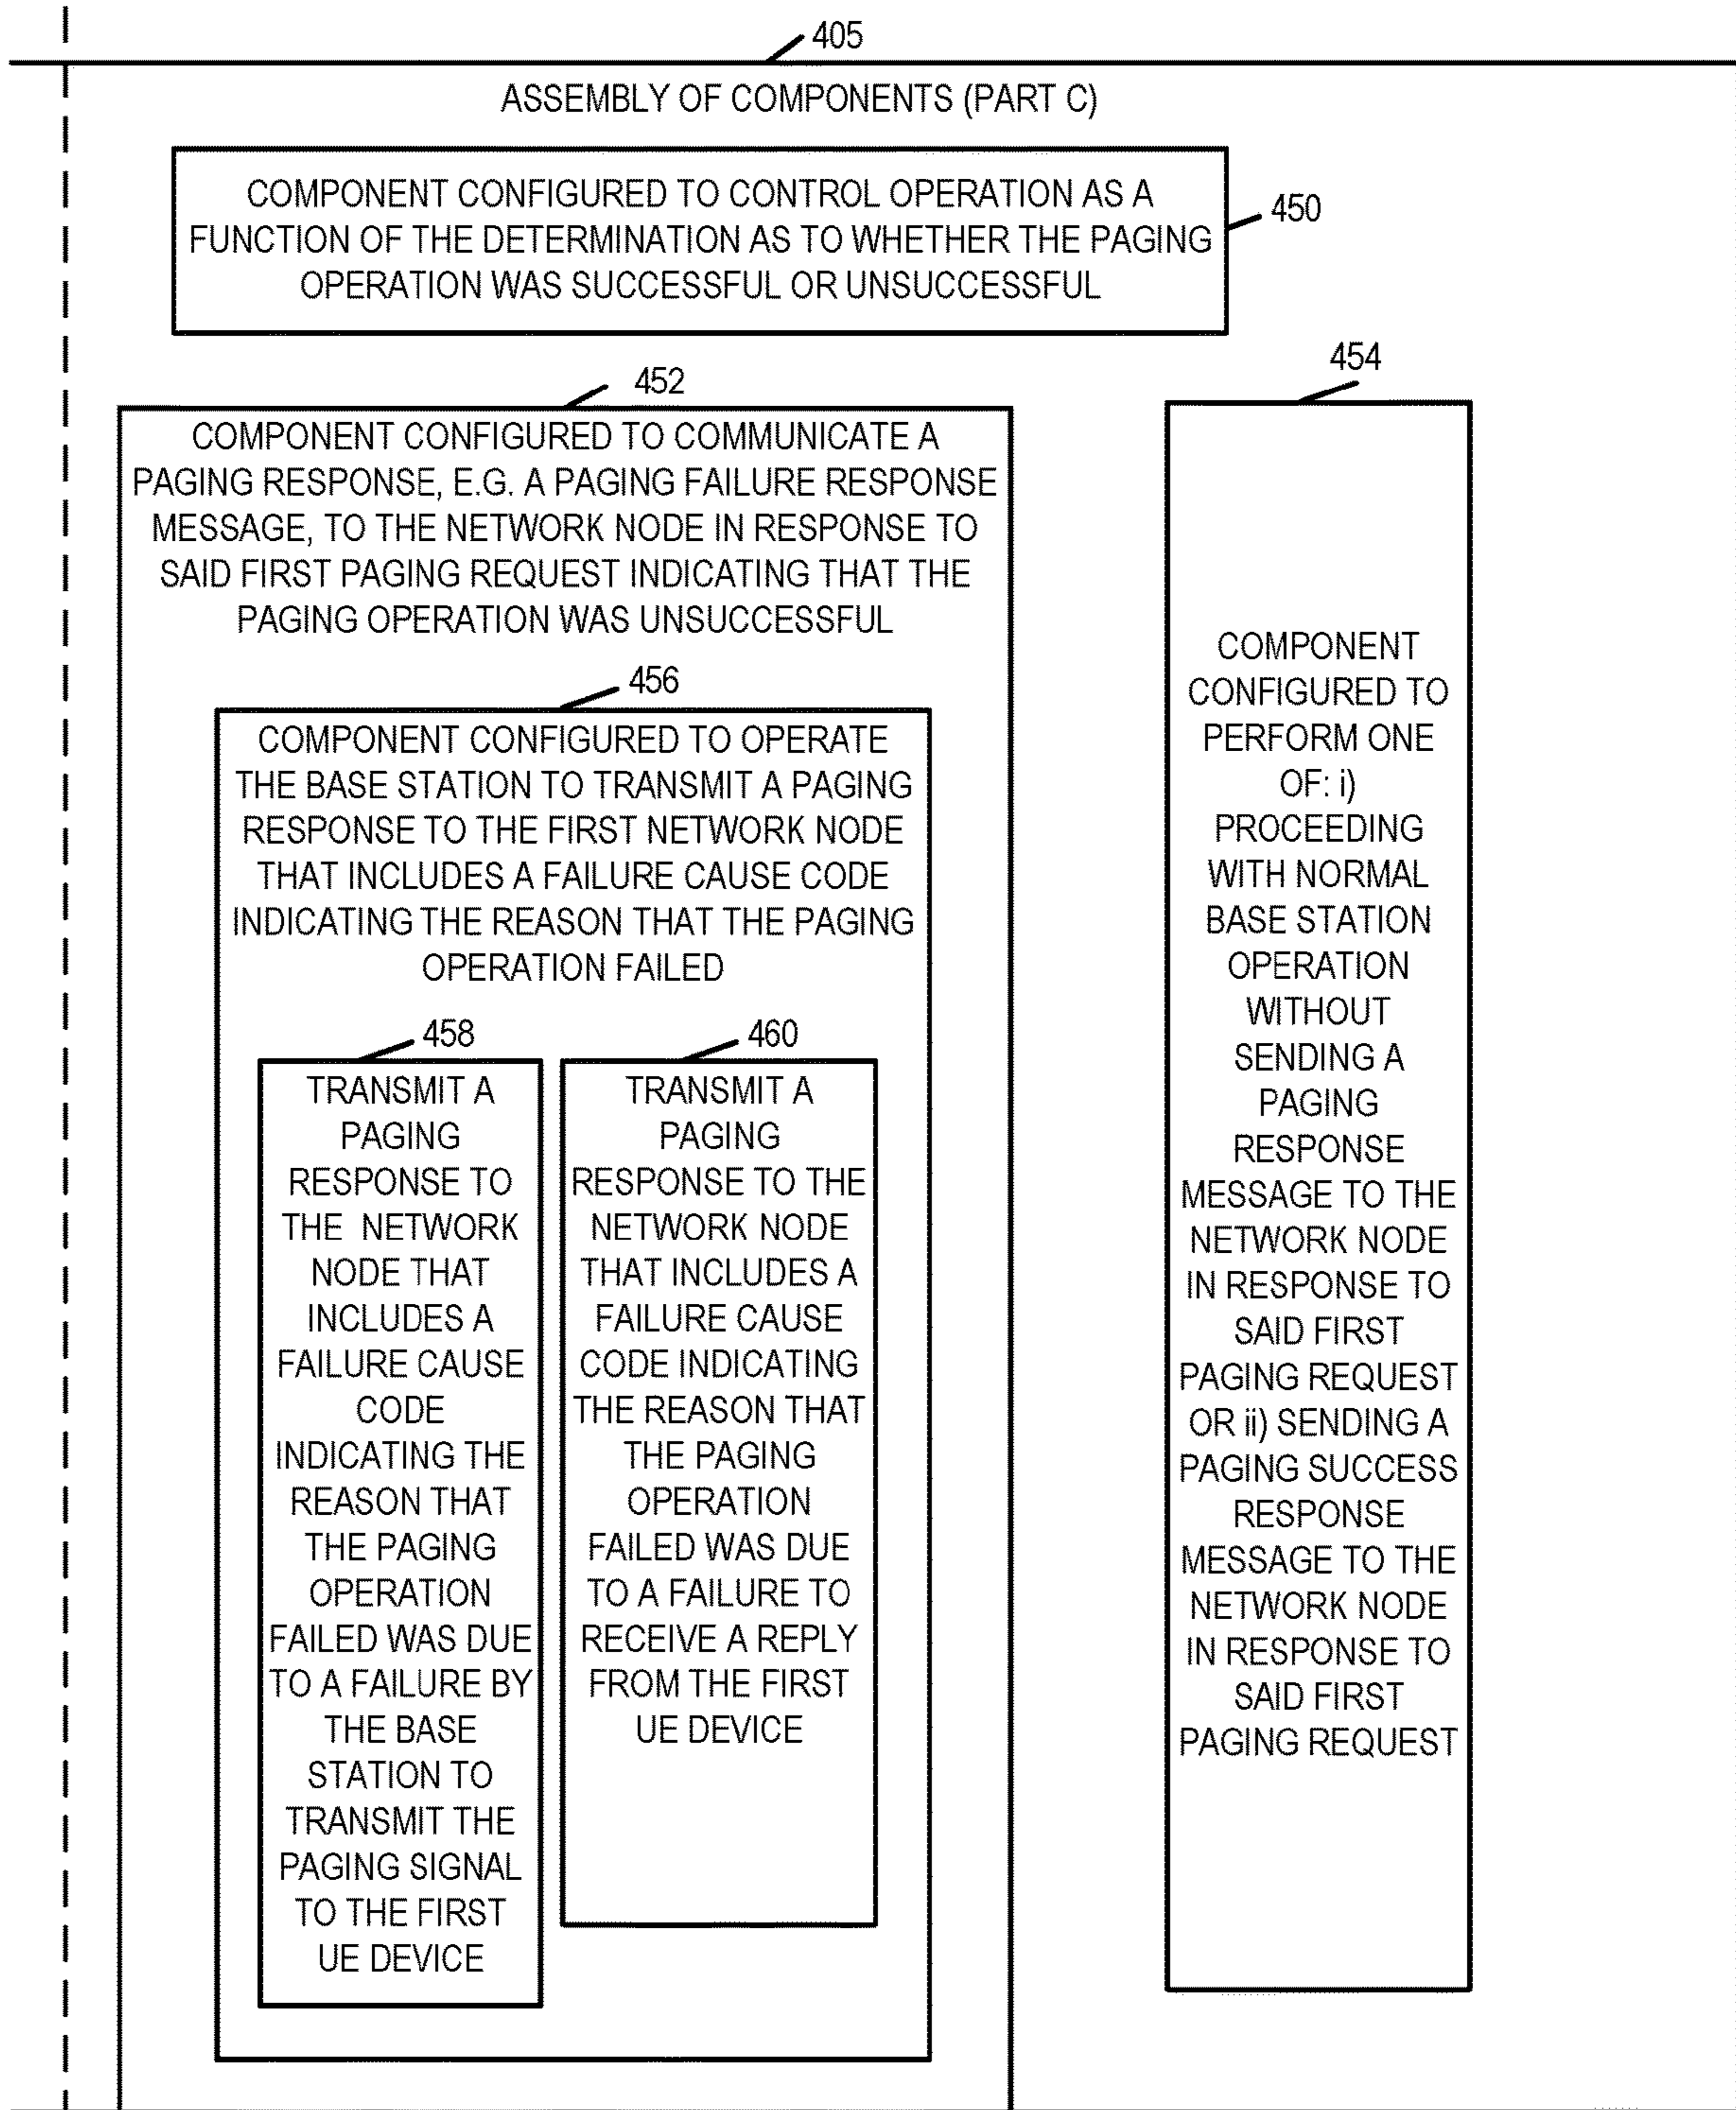 405
ASSEMBLY OF COMPONENTS (PART C)
COMPONENT CONFIGURED TO CONTROL OPERATION AS A
FUNCTION OF THE DETERMINATION AS TO WHETHER THE PAGING
OPERATION WAS SUCCESSFUL OR UNSUCCESSFUL
450
452
COMPONENT CONFIGURED TO COMMUNICATE A
PAGING RESPONSE, E.G. A PAGING FAILURE RESPONSE
MESSAGE, TO THE NETWORK NODE IN RESPONSE TO
SAID FIRST PAGING REQUEST INDICATING THAT THE
PAGING OPERATION WAS UNSUCCESSFUL
456
COMPONENT CONFIGURED TO OPERATE
THE BASE STATION TO TRANSMIT A PAGING
RESPONSE TO THE FIRST NETWORK NODE
THAT INCLUDES A FAILURE CAUSE CODE
INDICATING THE REASON THAT THE PAGING
OPERATION FAILED
458
TRANSMIT A
PAGING
RESPONSE TO
THE NETWORK
NODE THAT
INCLUDES A
FAILURE CAUSE
CODE
INDICATING THE
REASON THAT
THE PAGING
OPERATION
FAILED WAS DUE
TO A FAILURE BY
THE BASE
STATION TO
TRANSMIT THE
PAGING SIGNAL
TO THE FIRST
UE DEVICE
460
TRANSMIT A
PAGING
RESPONSE TO THE
NETWORK NODE
THAT INCLUDES A
FAILURE CAUSE
CODE INDICATING
THE REASON THAT
THE PAGING
OPERATION
FAILED WAS DUE
TO A FAILURE TO
RECEIVE A REPLY
FROM THE FIRST
UE DEVICE
454
COMPONENT
CONFIGURED TO
PERFORM ONE
OF: i)
PROCEEDING
WITH NORMAL
BASE STATION
OPERATION
WITHOUT
SENDING A
PAGING
RESPONSE
MESSAGE TO THE
NETWORK NODE
IN RESPONSE TO
SAID FIRST
PAGING REQUEST
OR ii) SENDING A
PAGING SUCCESS
RESPONSE
MESSAGE TO THE
NETWORK NODE
IN RESPONSE TO
SAID FIRST
PAGING REQUEST